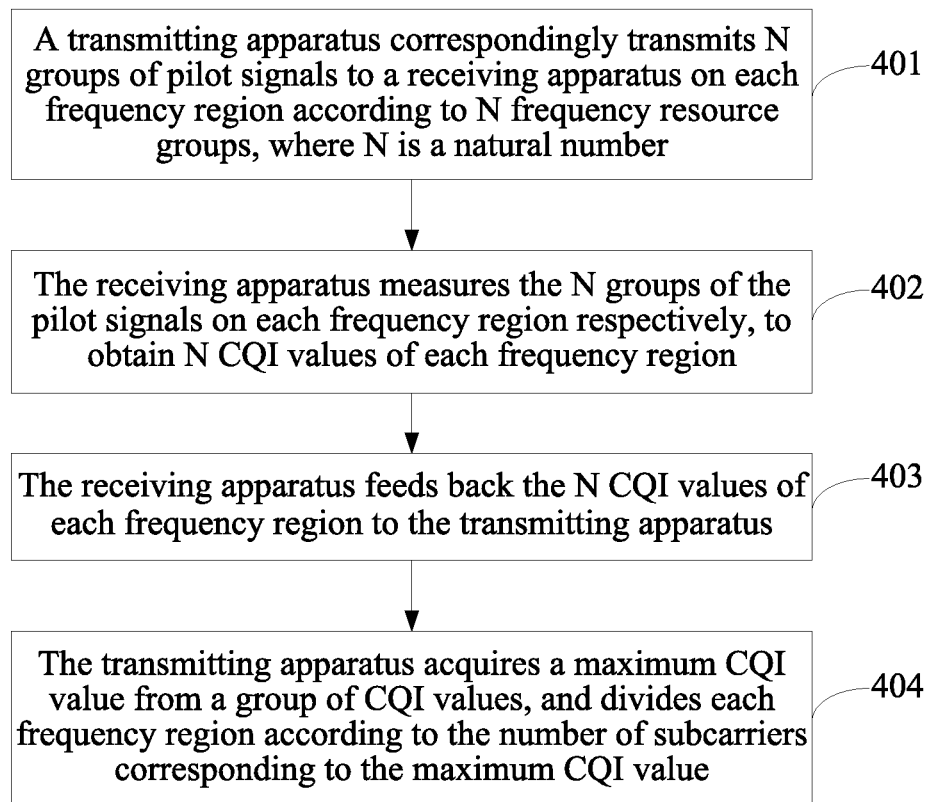 A transmitting apparatus correspondingly transmits N
groups of pilot signals to a receiving apparatus on each
frequency region according to N frequency resource
groups, where N is a natural number
401
The receiving apparatus measures the N groups of the
pilot signals on each frequency region respectively, to
obtain N CQI values of each frequency region
402
The receiving apparatus feeds back the N CQI values of
each frequency region to the transmitting apparatus
403
The transmitting apparatus acquires a maximum CQI
value from a group of CQI values, and divides each
frequency region according to the number of subcarriers
corresponding to the maximum CQI value
404